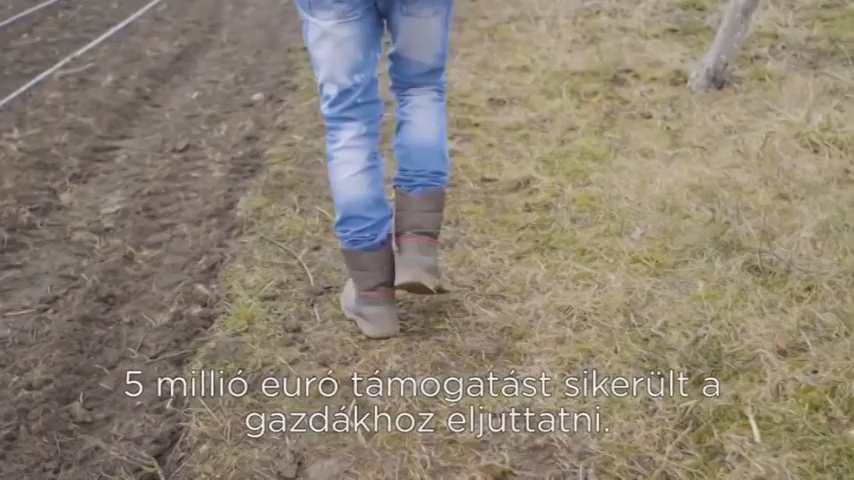 5 millió euró támogatást sikerült a
gazdákhoz eljuttatni.